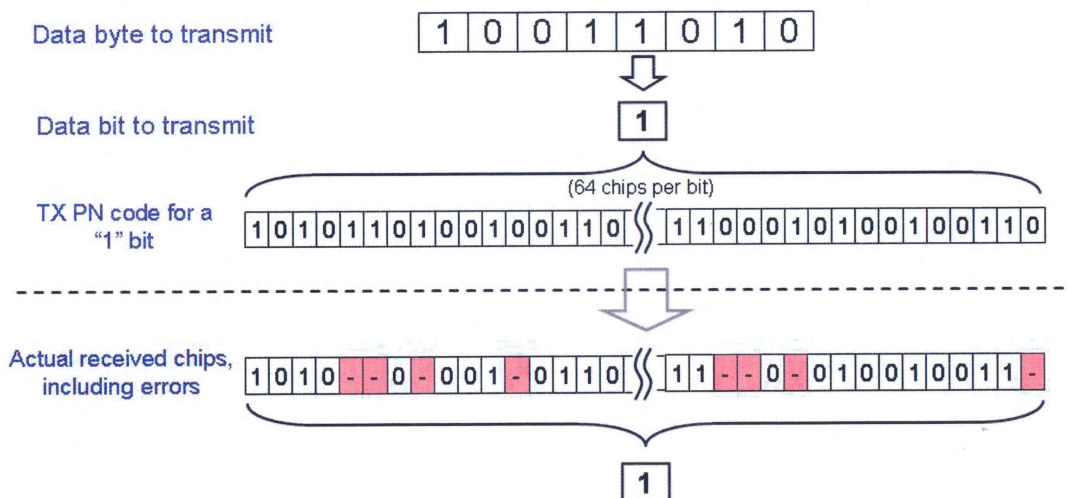 Data byte to transmit
1 0 0 1 1 0 1 0
Data bit to transmit
1
(64 chips per bit)
TX PN code for a
“1” bit
1 0 1 0 1 1 0 1 0 0 1 0 0 1 1 0 1 1 0 0 0 1 0 1 0 0 1 0 0 1 1 0
Actual received chips,
including errors
1 0 1 0 - - 0 - 0 0 1 - 0 1 1 0 1 1 - - 0 - 0 1 0 0 1 0 0 1 1 -
1